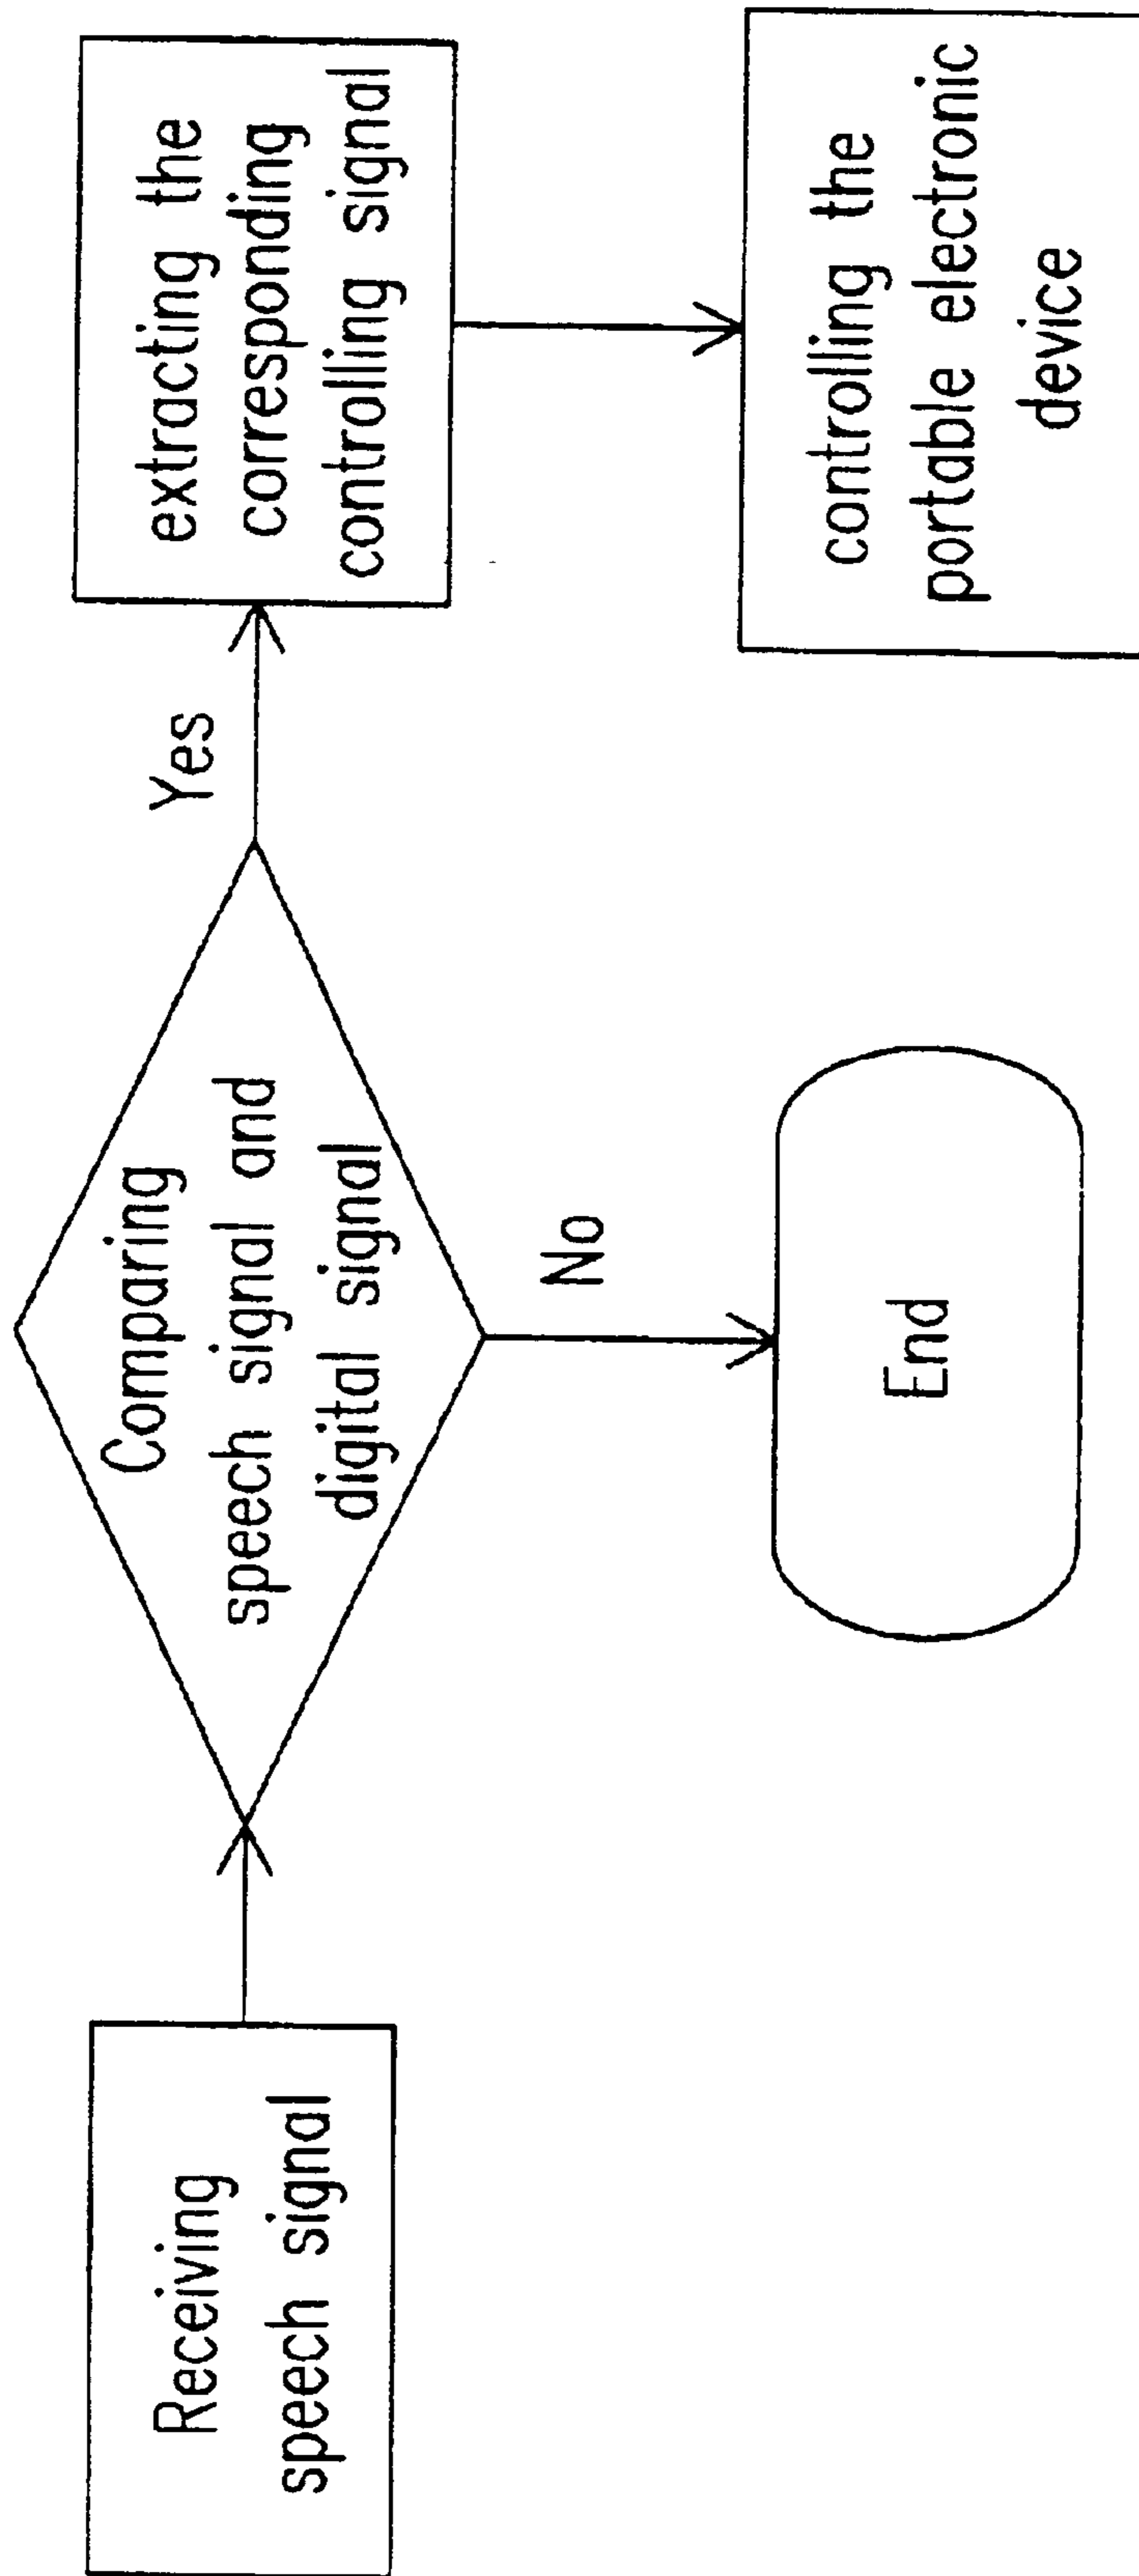 Receiving
speech signal
Comparing
speech signal and
digital signal
Yes
No
extracting the
corresponding
controlling signal
controlling the
portable electronic
device
End